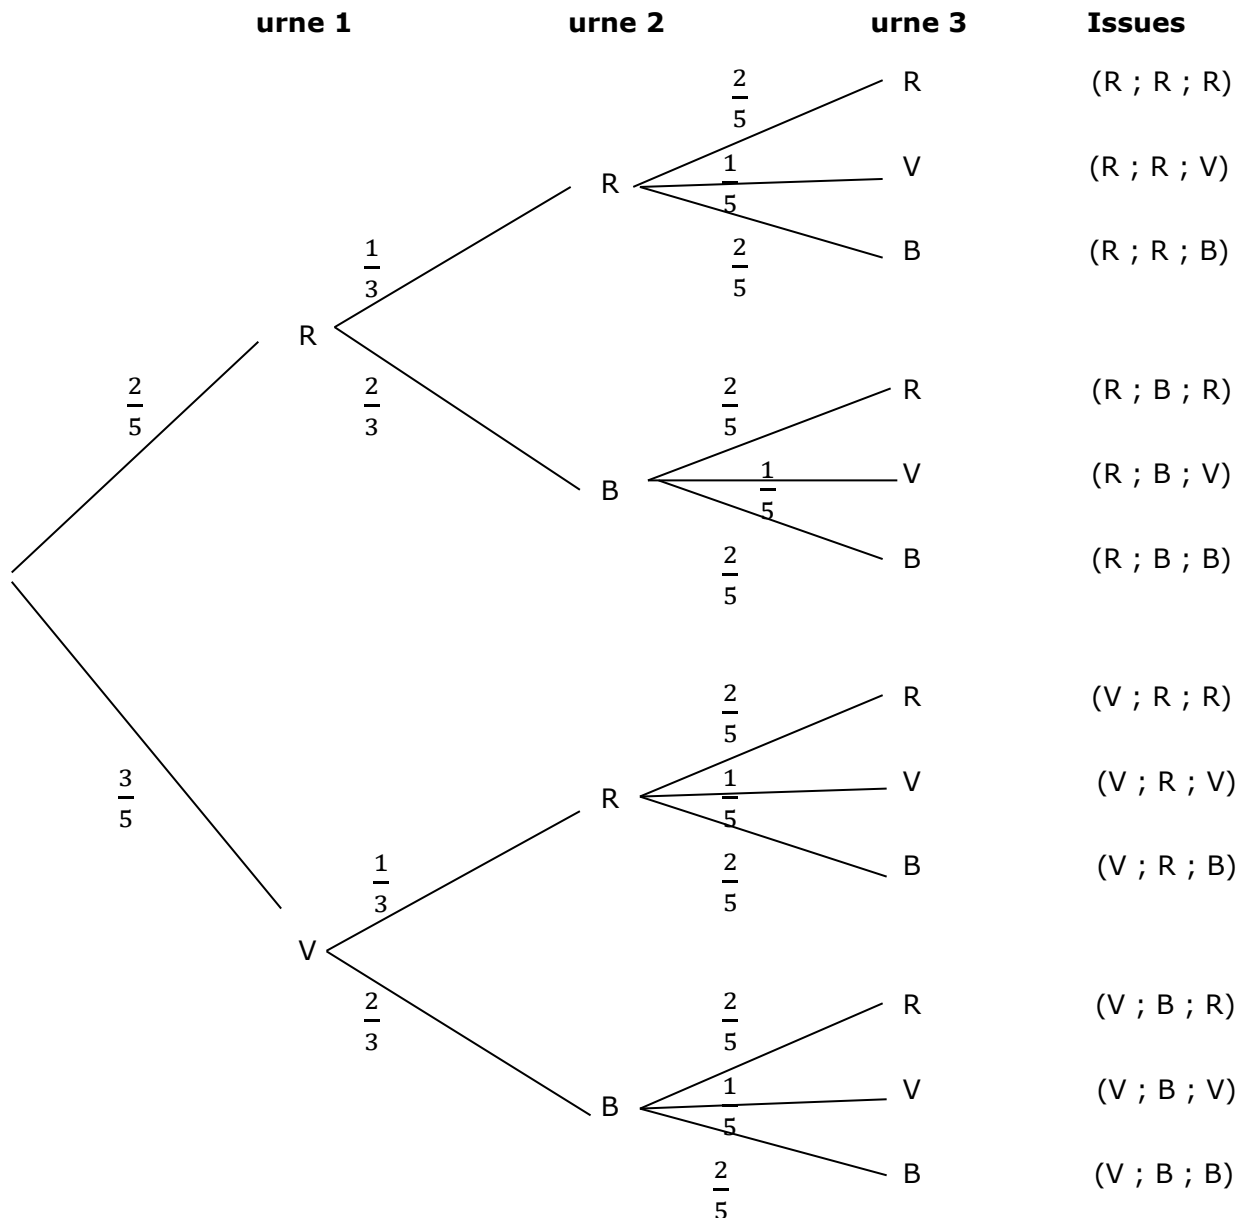 urne 1 urne 2 urne 3 Issues
2/5 R (R ; R ; R)
R 1/5 V (R ; R ; V)
1/3 2/5 B (R ; R ; B)
R
2/5 2/3 2/5 R (R ; B ; R)
B 1/5 V (R ; B ; V)
2/5 B (R ; B ; B)
2/5 R (V ; R ; R)
3/5 R 1/5 V (V ; R ; V)
1/3 2/5 B (V ; R ; B)
V
2/3 2/5 R (V ; B ; R)
B 1/5 V (V ; B ; V)
2/5 B (V ; B ; B)